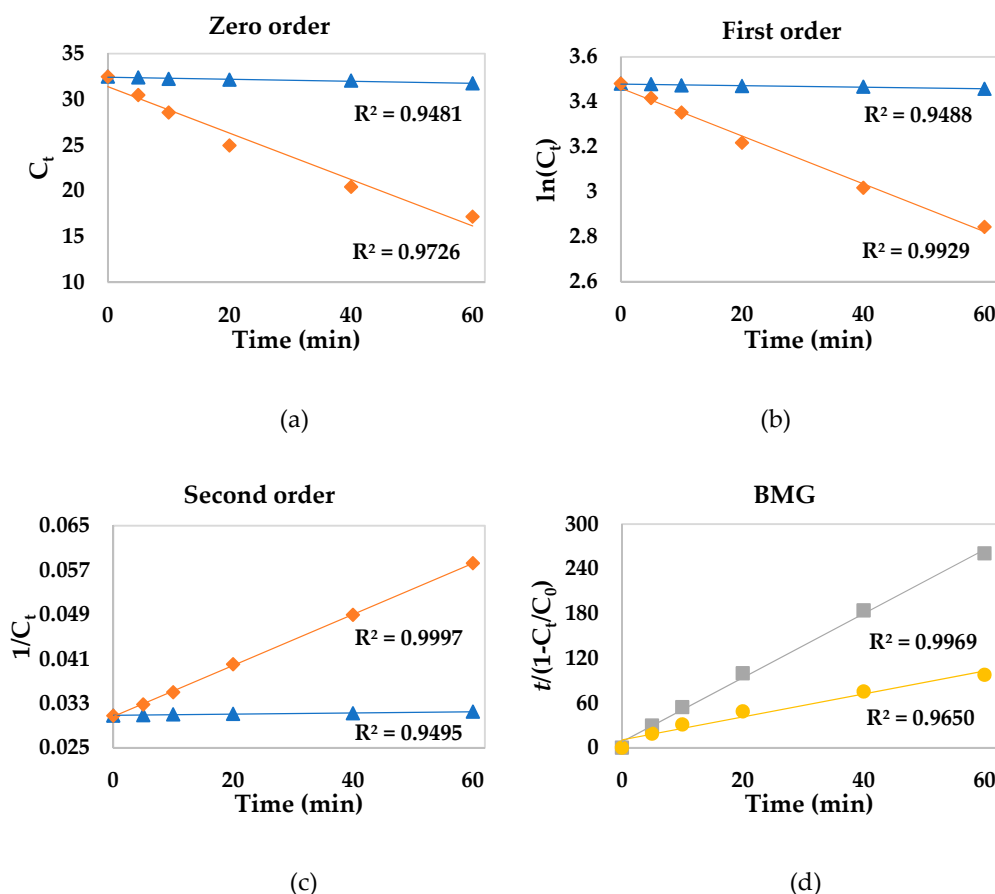 Zero order
35
30
25
20
15
10
C_t
R² = 0.9481
R² = 0.9726
0 20 40 60
Time (min)
(a)
First order
3.6
3.4
3.2
3
2.8
2.6
ln(C_t)
R² = 0.9488
R² = 0.9929
0 20 40 60
Time (min)
(b)
Second order
0.065
0.057
0.049
0.041
0.033
0.025
1/C_t
R² = 0.9997
R² = 0.9495
0 20 40 60
Time (min)
(c)
BMG
300
240
180
120
60
0
t/(1-C_t/C_0)
R² = 0.9969
R² = 0.9650
0 20 40 60
Time (min)
(d)